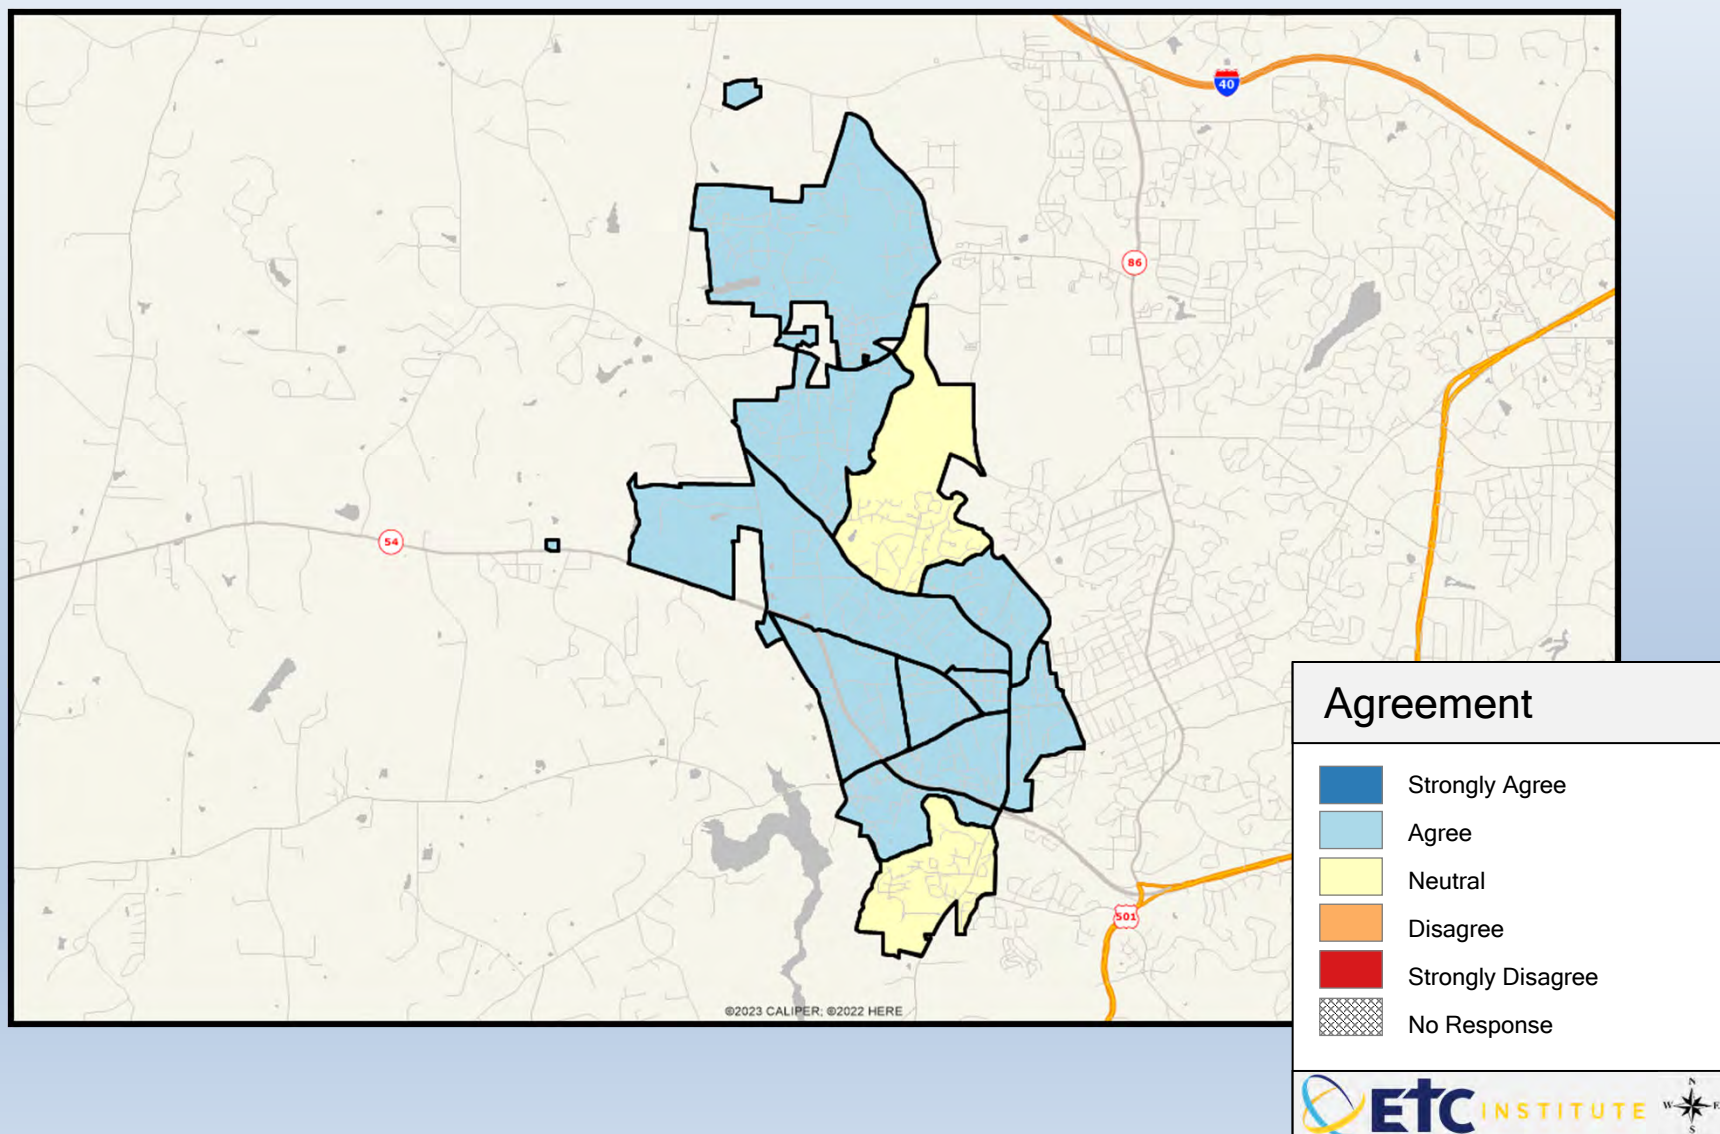 40
86
54
501
©2023 CALIPER; ©2022 HERE
Agreement
Strongly Agree
Agree
Neutral
Disagree
Strongly Disagree
No Response
ETC INSTITUTE
N
W E
S